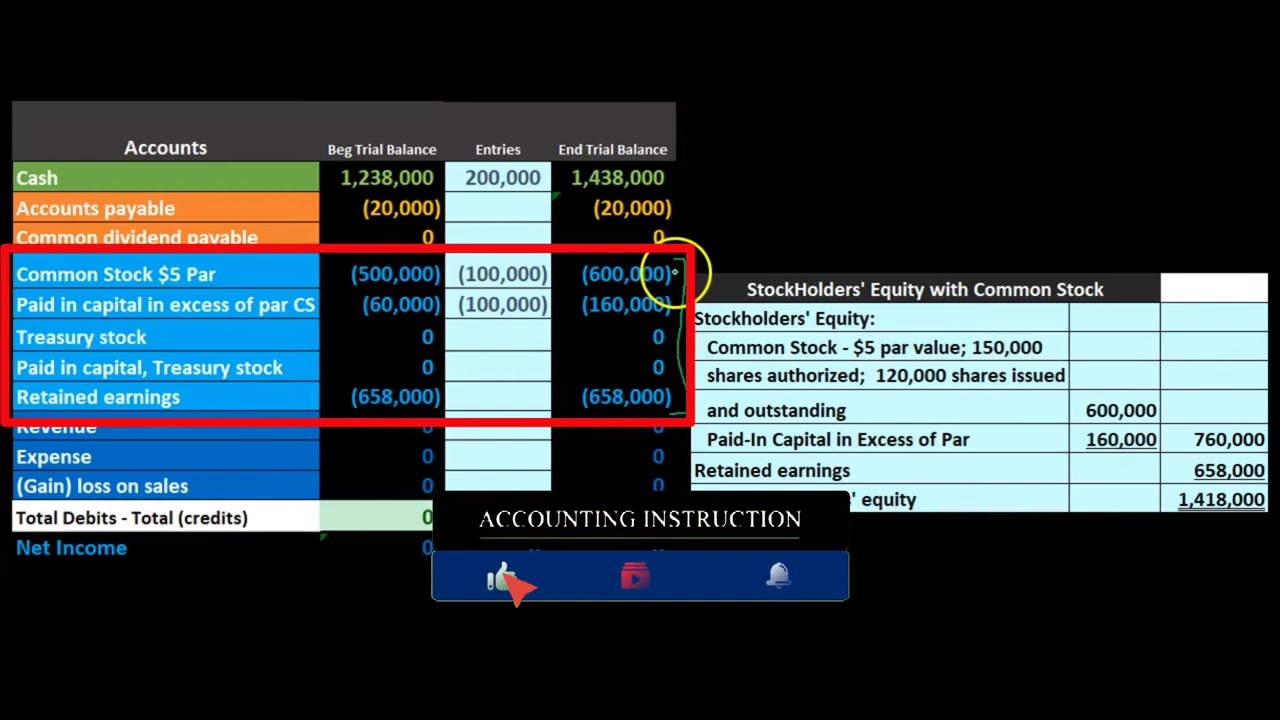 Accounts Beg Trial Balance Entries End Trial Balance
Cash 1,238,000 200,000 1,438,000
Accounts payable (20,000) (20,000)
Common dividend payable 0 0
Common Stock $5 Par (500,000) (100,000) (600,000)
Paid in capital in excess of par CS (60,000) (100,000) (160,000)
Treasury stock 0 0
Paid in capital, Treasury stock 0 0
Retained earnings (658,000) (658,000)
Revenue 0 0
Expense 0 0
(Gain) loss on sales 0 0
Total Debits - Total (credits) 0
Net Income 0
StockHolders' Equity with Common Stock
Stockholders' Equity:
Common Stock - $5 par value; 150,000
shares authorized; 120,000 shares issued
and outstanding 600,000
Paid-In Capital in Excess of Par 160,000 760,000
Retained earnings 658,000
' equity 1,418,000
ACCOUNTING INSTRUCTION